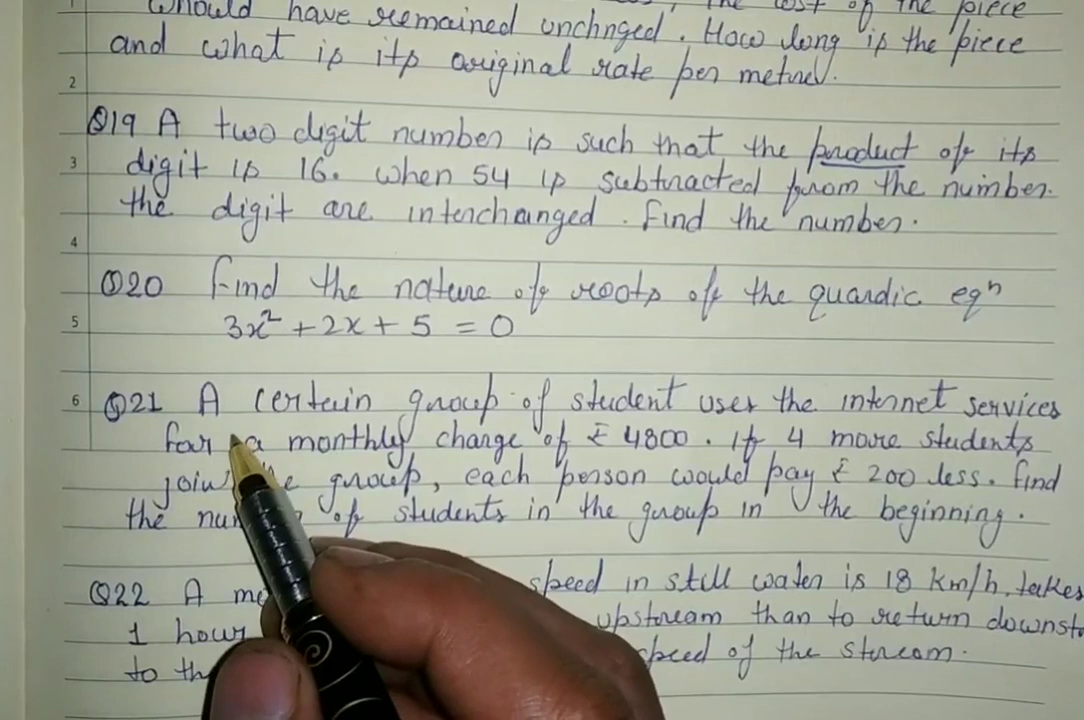 should have remained unchnged. How long is the piece
and what is its original rate per metre.
2
Q19 A two digit number is such that the product of its
3 digit is 16. when 54 is subtracted from the number.
the digit are interchanged. Find the number.
4
Q20 Find the nature of roots of the quardic eqn
5 3x² + 2x + 5 = 0
6 Q21 A certain group of student uses the internet services
for a monthly charge of ₹ 4800. If 4 more students
join group, each person would pay ₹ 200 less. find
the of students in the group in the beginning.
Q22 A speed in still water is 18 km/h, takes
1 hour upstream than to return
to speed of the stream.